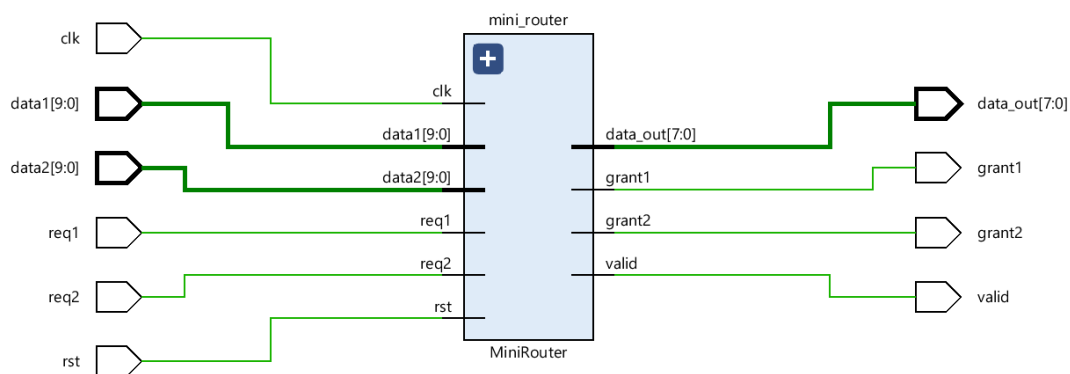 mini_router
clk
data1[9:0]
data2[9:0]
req1
req2
rst
clk
data1[9:0]
data2[9:0]
req1
req2
rst
data_out[7:0]
grant1
grant2
valid
MiniRouter
data_out[7:0]
grant1
grant2
valid